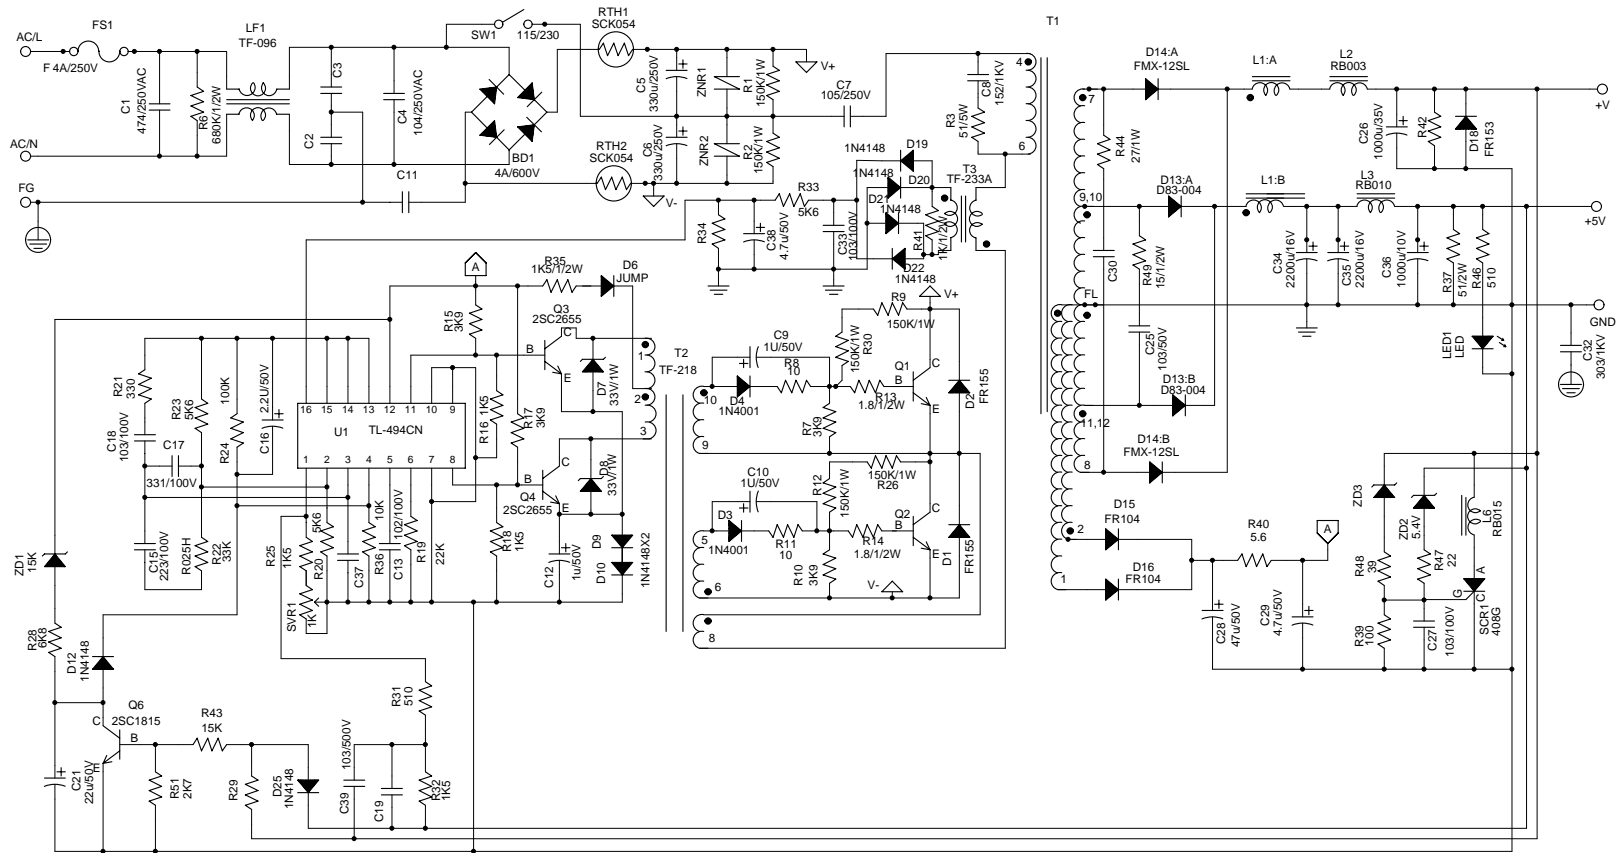 AC/L
FS1
F 4A/250V
AC/N
FG
C1
474/250VAC
R6
680K/1/2W
LF1
TF-096
C3
C2
C4
104/250VAC
C11
SW1
115/230
BD1
4A/600V
RTH1
SCK054
RTH2
SCK054
C5
330u/250V
C6
330u/250V
ZNR1
ZNR2
R1
150K/1W
R2
150K/1W
V+
V-
C7
105/250V
C8
152/1KV
R3
51/5W
4
6
T1
1N4148
D19
1N4148
D20
D21
1N4148
D22
1N4148
T3
TF-233A
R41
1K/1/2W
R33
5K6
R34
C38
4.7u/50V
C33
103/100V
7
9,10
FL
11,12
8
2
1
D14:A
FMX-12SL
R44
27/1W
C30
D13:A
D83-004
R49
15/1/2W
C25
103/50V
D13:B
D83-004
D14:B
FMX-12SL
L1:A
L2
RB003
L1:B
L3
RB010
C26
1000u/35V
R42
D18
FR153
C34
2200u/16V
C35
2200u/16V
C36
1000u/10V
R37
51/2W
R46
510
LED1
LED
+V
+5V
GND
C32
303/1KV
D15
FR104
D16
FR104
R40
5.6
A
C28
47u/50V
C29
4.7u/50V
ZD3
ZD2
5.4V
L6
RB015
R48
39
R47
22
R39
100
C27
103/100V
G
A
C
SCR1
408G
A
R35
1K5/1/2W
D6
JUMP
R15
3K9
Q3
2SC2655
C
B
E
D7
33V/1W
1
2
3
T2
TF-218
R16
1K5
R17
3K9
Q4
2SC2655
C
B
E
D8
33V/1W
R18
1K5
C12
1u/50V
D9
D10
1N4148X2
R21
330
R23
5K6
R24
100K
C16
2.2U/50V
C18
103/100V
C17
331/100V
C15
223/100V
R22
33K
R025H
16
15
14
13
12
11
10
9
U1
TL-494CN
1
2
3
4
5
6
7
8
R25
1K5
R20
5K6
C37
R36
10K
C13
102/100V
R19
22K
SVR1
1K
C9
1U/50V
D4
1N4001
R8
10
R7
3K9
R9
150K/1W
R30
150K/1W
R13
1.8/1/2W
Q1
C
B
E
D2
FR155
V+
10
9
C10
1U/50V
D3
1N4001
R11
10
R10
3K9
R12
150K/1W
150K/1W
R26
R14
1.8/1/2W
Q2
C
B
E
D1
FR155
V-
5
6
8
ZD1
15K
R28
6K8
D12
1N4148
Q6
2SC1815
C
B
E
C21
22u/50V
R51
2K7
R43
15K
R29
D25
1N4148
C39
103/500V
C19
R31
510
R32
1K5